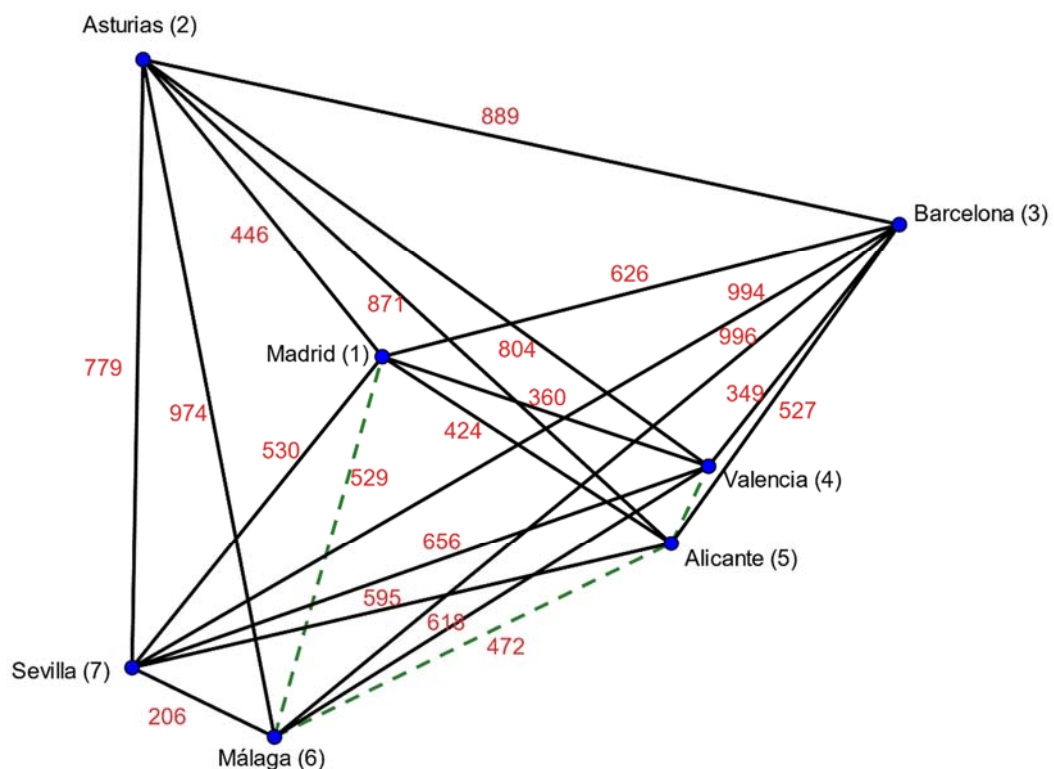 Asturias (2)
889
Barcelona (3)
446
626
871
994
996
Madrid (1)
804
779
360
349
974
424
527
530
529
Valencia (4)
656
Alicante (5)
595
618
472
Sevilla (7)
206
Málaga (6)